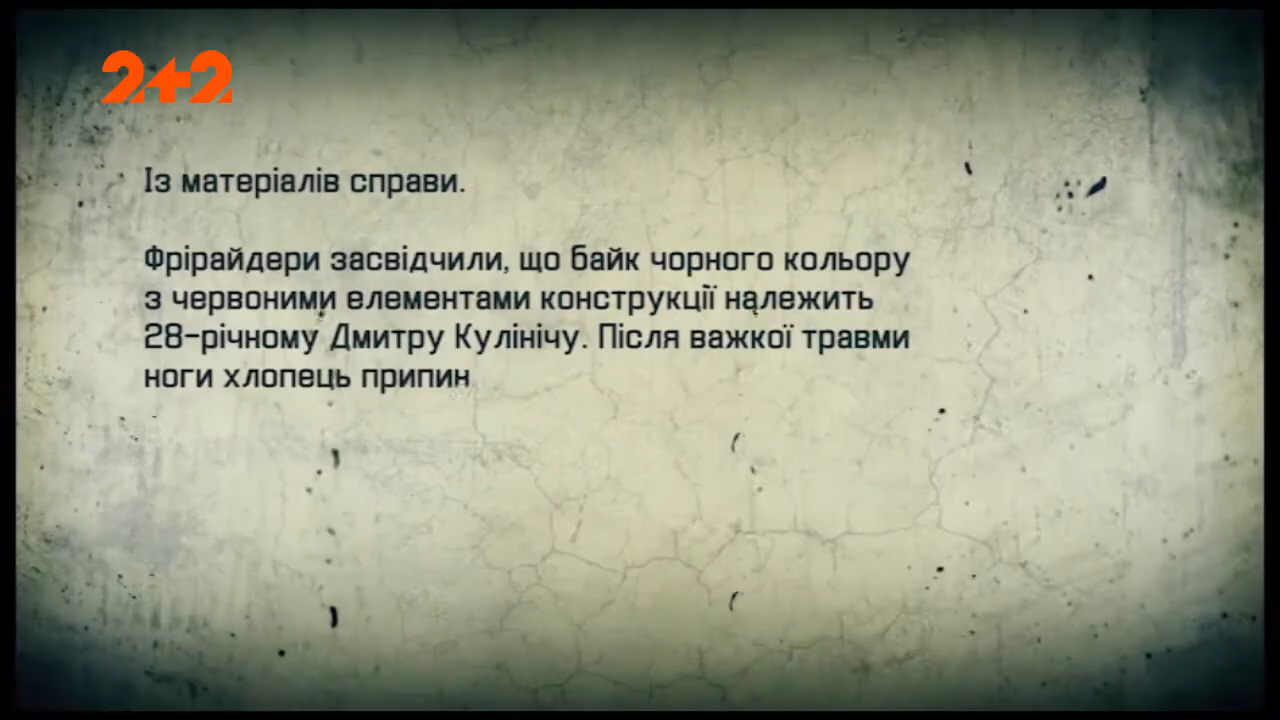 2+2
Із матеріалів справи.
Фрірайдери засвідчили, що байк чорного кольору
з червоними елементами конструкції належить
28-річному Дмитру Кулінічу. Після важкої травми
ноги хлопець припин